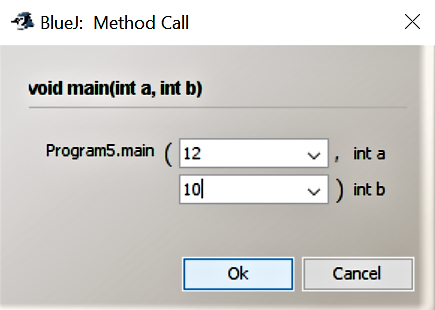 BlueJ: Method Call
void main(int a, int b)
Program5.main ( 12 , int a
10 ) int b
Ok Cancel